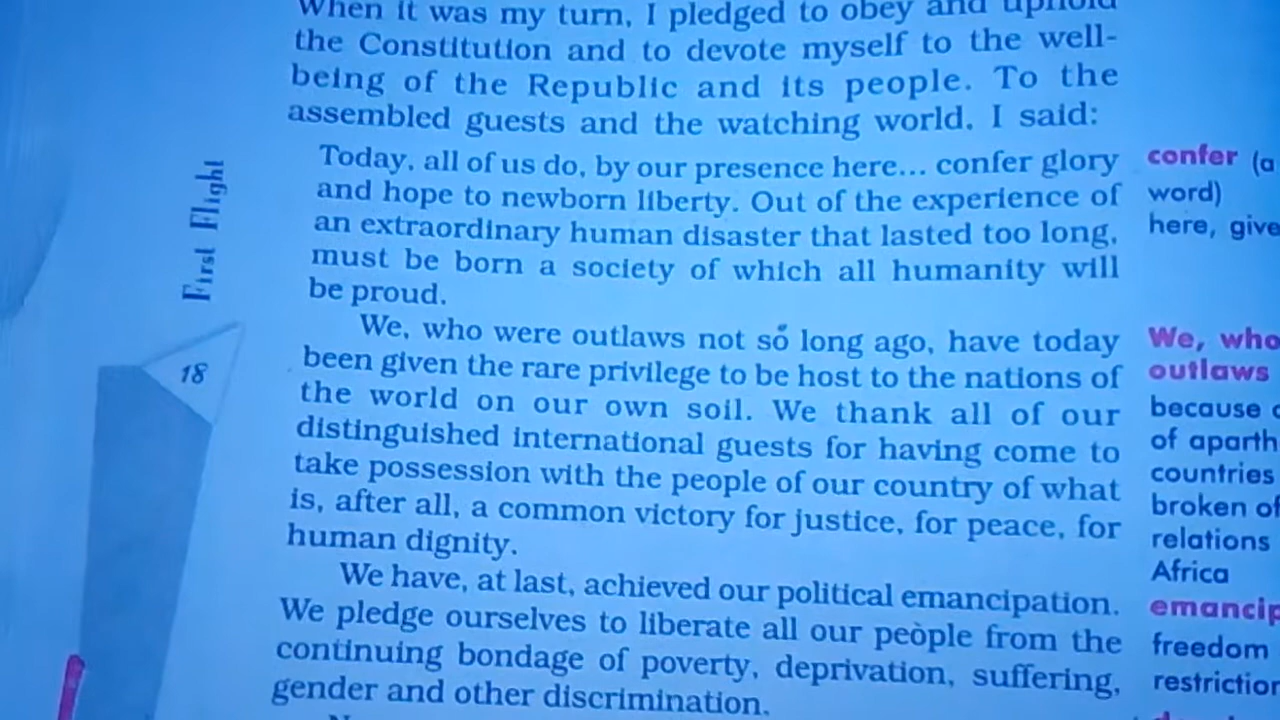 When it was my turn, I pledged to obey and uphold
the Constitution and to devote myself to the well-
being of the Republic and its people. To the
assembled guests and the watching world, I said:
Today, all of us do, by our presence here... confer glory
and hope to newborn liberty. Out of the experience of
an extraordinary human disaster that lasted too long,
must be born a society of which all humanity will
be proud.
We, who were outlaws not so long ago, have today
been given the rare privilege to be host to the nations of
the world on our own soil. We thank all of our
distinguished international guests for having come to
take possession with the people of our country of what
is, after all, a common victory for justice, for peace, for
human dignity.
We have, at last, achieved our political emancipation.
We pledge ourselves to liberate all our people from the
continuing bondage of poverty, deprivation, suffering,
gender and other discrimination.
First Flight
18
confer (a
word)
here, give
We, who
outlaws
because
of aparth
countries
broken of
relations
Africa
emancip
freedom
restriction